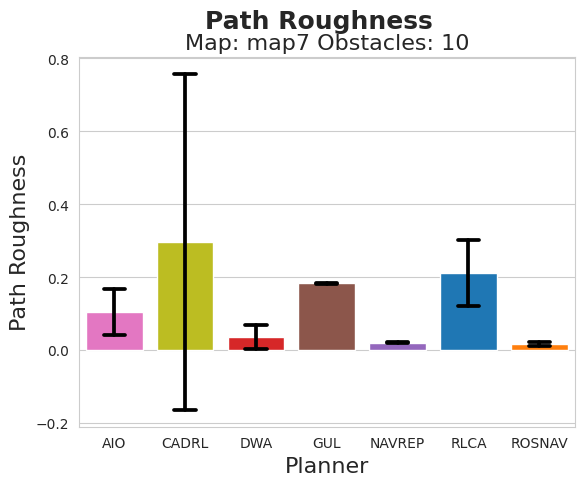 Path Roughness
Map: map7 Obstacles: 10
0.8
0.6
0.4
0.2
0.0
−0.2
Path Roughness
AIO CADRL DWA GUL NAVREP RLCA ROSNAV
Planner